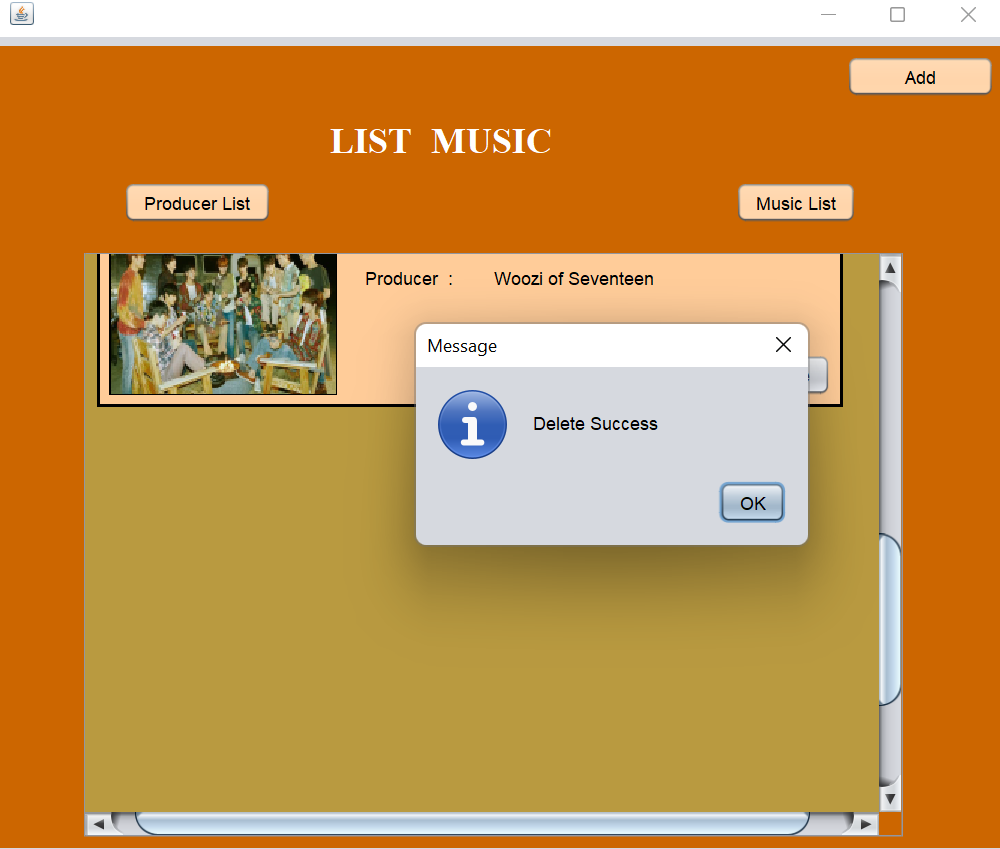 Add
LIST MUSIC
Producer List
Music List
Producer :
Woozi of Seventeen
Message
Delete Success
OK